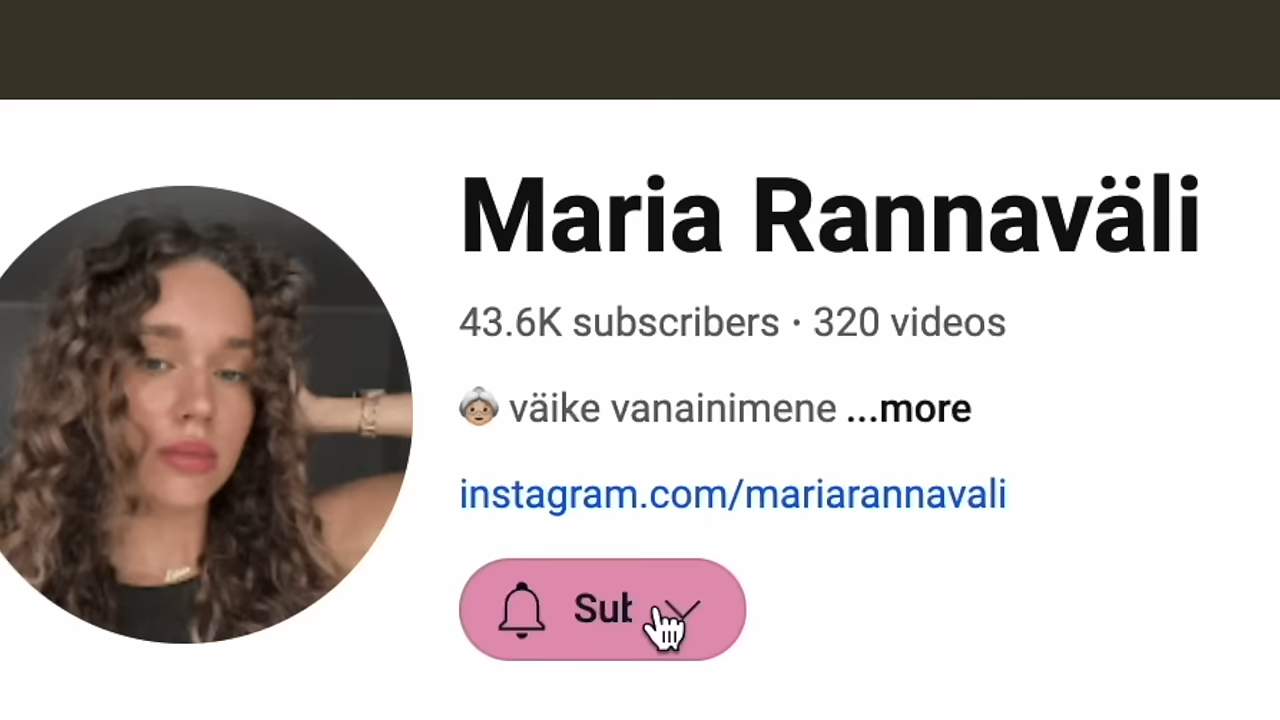 Maria Rannaväli
43.6K subscribers · 320 videos
👵🏼 väike vanainimene ...more
instagram.com/mariarannavali